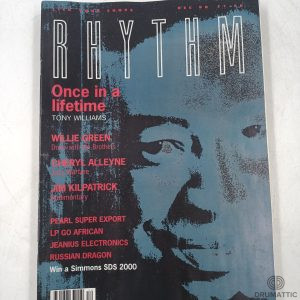 RHYTHM
Once in a
lifetime
TONY WILLIAMS
WILLIE GREEN
Brothers
CHERYL ALLEYNE
JIM KILPATRICK
PEARL SUPER EXPORT
LP GO AFRICAN
JEANIUS ELECTRONICS
RUSSIAN DRAGON
Win a Simmons SDS 2000
DRUMATTIC